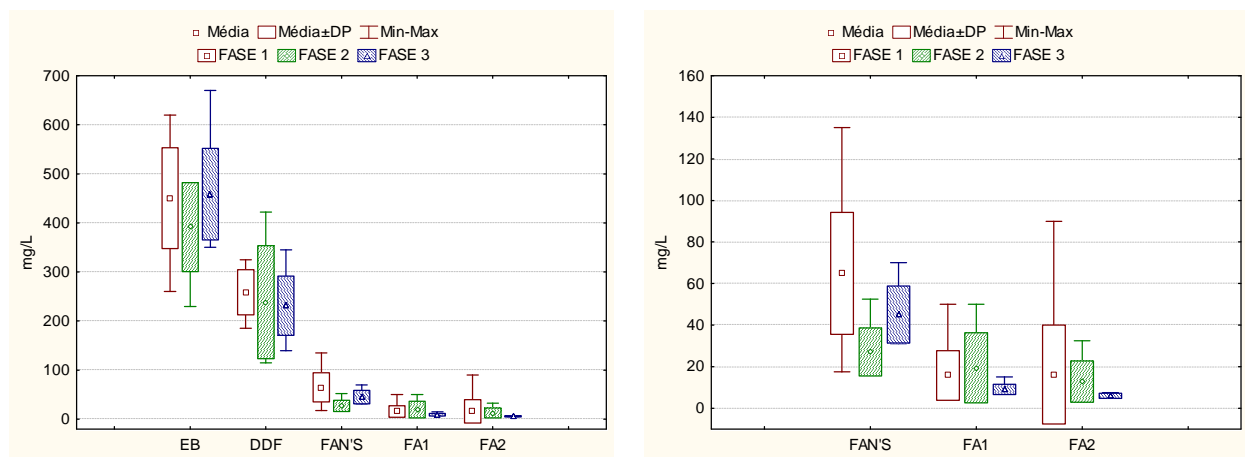 Média Média±DP Min-Max
FASE 1 FASE 2 FASE 3
700
600
500
400
300
200
100
0
mg/L
EB DDF FAN'S FA1 FA2
Média Média±DP Min-Max
FASE 1 FASE 2 FASE 3
160
140
120
100
80
60
40
20
0
mg/L
FAN'S FA1 FA2